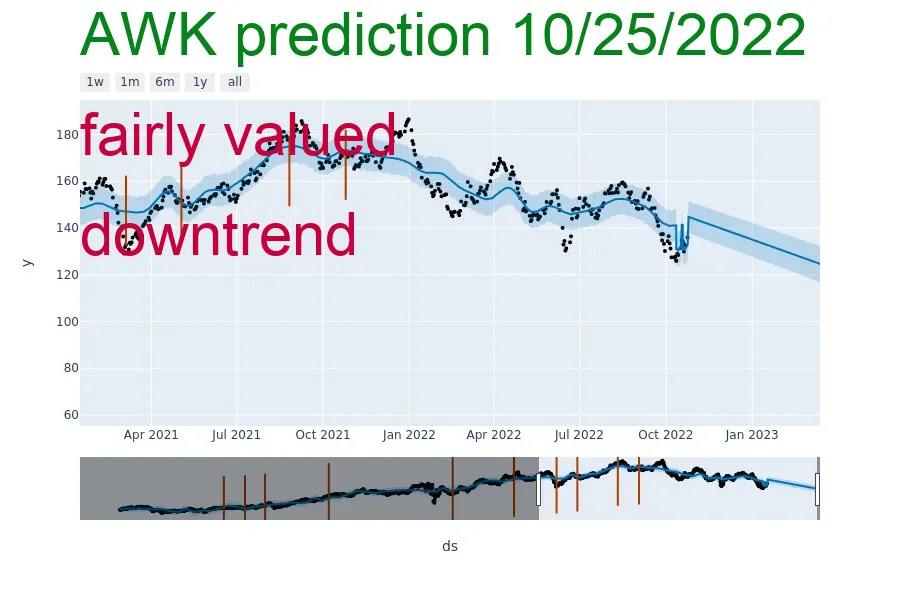 AWK prediction 10/25/2022
1w 1m 6m 1y all
fairly valued
downtrend
180
160
140
120
100
80
60
y
Apr 2021 Jul 2021 Oct 2021 Jan 2022 Apr 2022 Jul 2022 Oct 2022 Jan 2023
ds